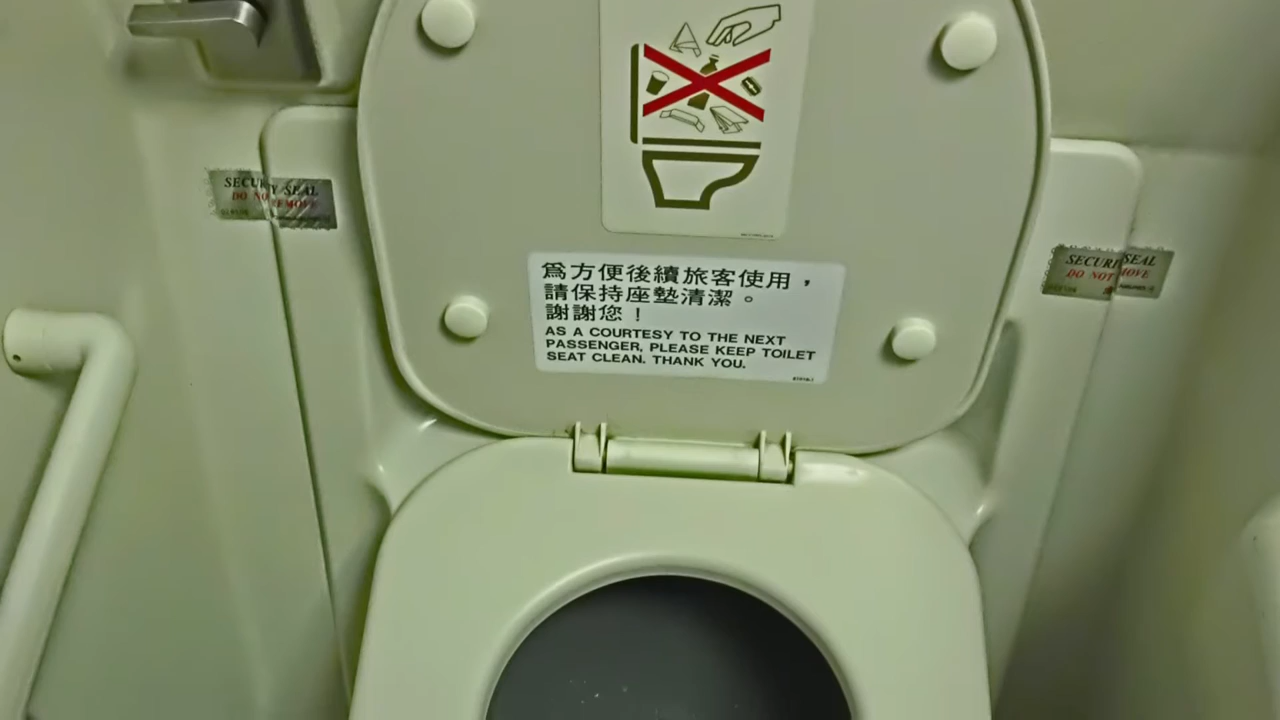 SECURITY SEAL
DO NOT REMOVE
SECURI SEAL
DO NOT MOVE
爲方便後續旅客使用，
請保持座墊清潔。
謝謝您！
AS A COURTESY TO THE NEXT
PASSENGER, PLEASE KEEP TOILET
SEAT CLEAN. THANK YOU.